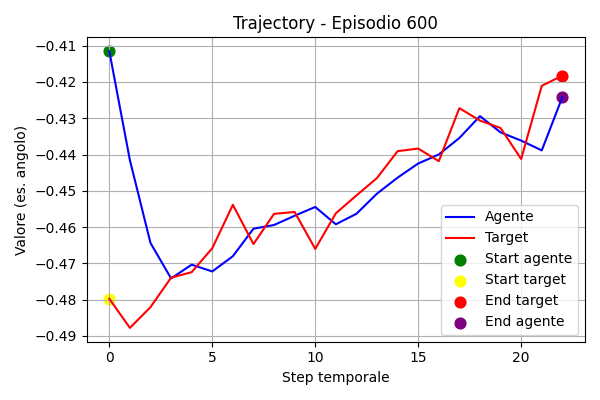 Trajectory - Episodio 600
Valore (es. angolo)
−0.41
−0.42
−0.43
−0.44
−0.45
−0.46
−0.47
−0.48
−0.49
Agente
Target
Start agente
Start target
End target
End agente
0
5
10
15
20
Step temporale